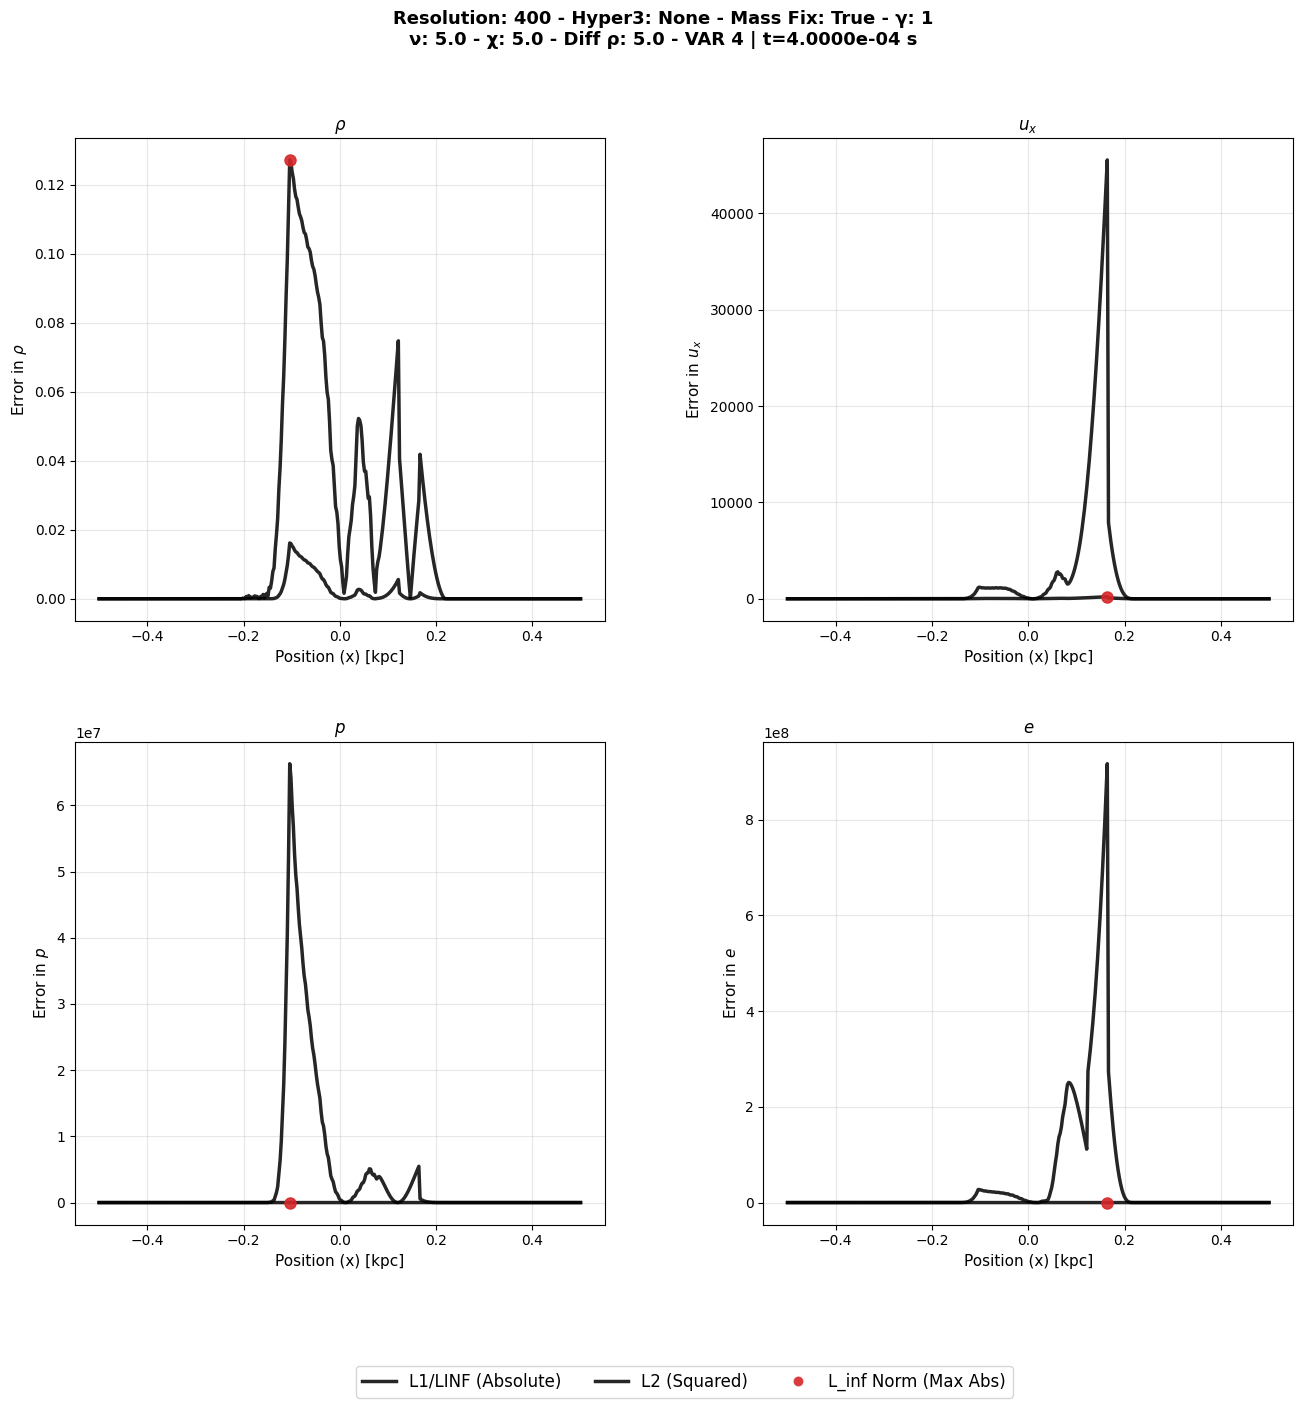 Resolution: 400 - Hyper3: None - Mass Fix: True - γ: 1
ν: 5.0 - χ: 5.0 - Diff ρ: 5.0 - VAR 4 | t=4.0000e-04 s
ρ
0.12
0.10
0.08
0.06
0.04
0.02
0.00
Error in ρ
−0.4 −0.2 0.0 0.2 0.4
Position (x) [kpc]
u_x
40000
30000
20000
10000
0
Error in u_x
−0.4 −0.2 0.0 0.2 0.4
Position (x) [kpc]
p
1e7
6
5
4
3
2
1
0
Error in p
−0.4 −0.2 0.0 0.2 0.4
Position (x) [kpc]
e
1e8
8
6
4
2
0
Error in e
−0.4 −0.2 0.0 0.2 0.4
Position (x) [kpc]
L1/LINF (Absolute) L2 (Squared) L_inf Norm (Max Abs)